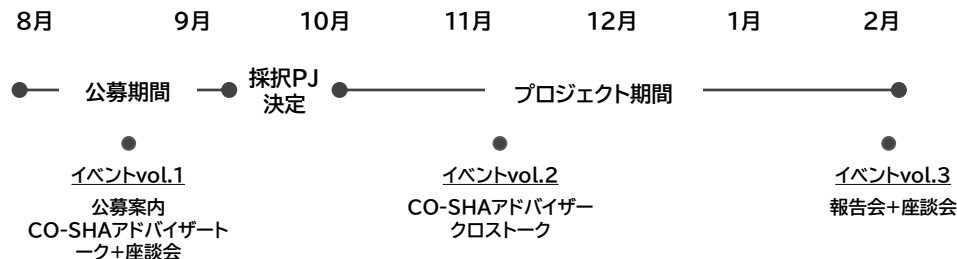 8月 9月 10月 11月 12月 1月 2月
公募期間
採択PJ
決定
プロジェクト期間
イベントvol.1
公募案内
CO-SHAアドバイザート
ーク+座談会
イベントvol.2
CO-SHAアドバイザー
クロストーク
イベントvol.3
報告会+座談会